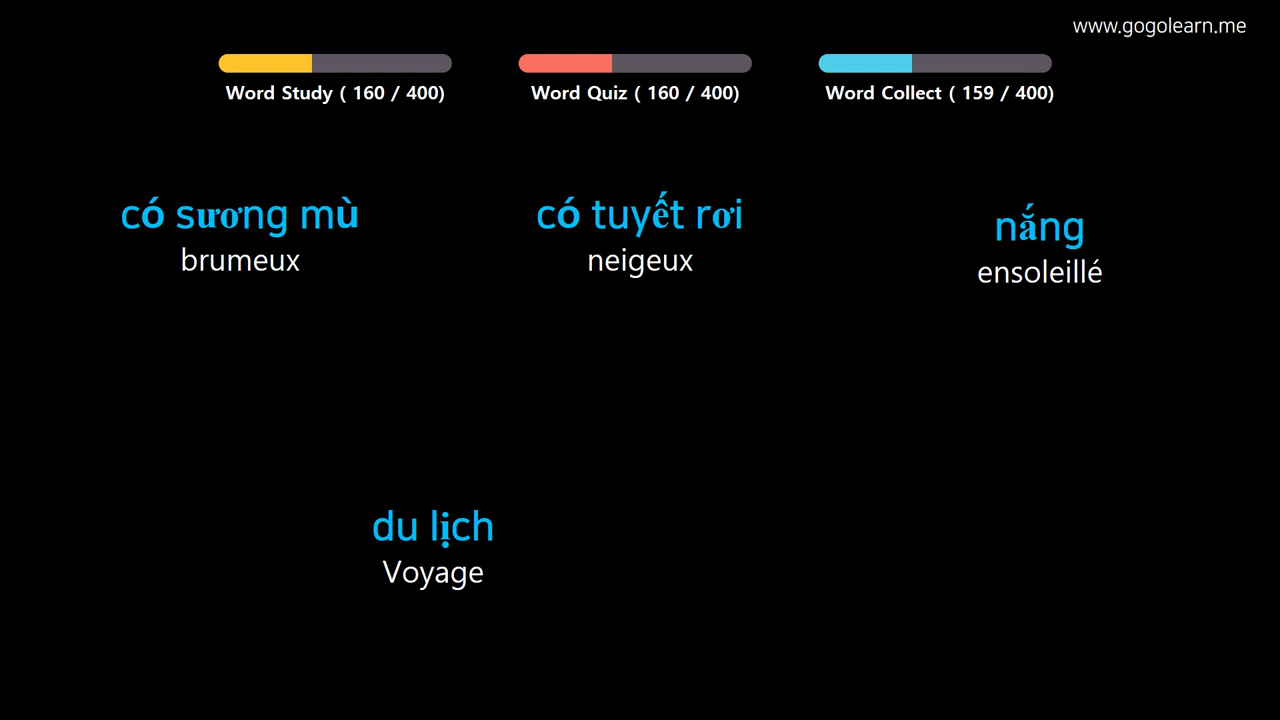 www.gogolearn.me
Word Study ( 160 / 400)
Word Quiz ( 160 / 400)
Word Collect ( 159 / 400)
có sương mù
brumeux
có tuyết rơi
neigeux
nắng
ensoleillé
du lịch
Voyage